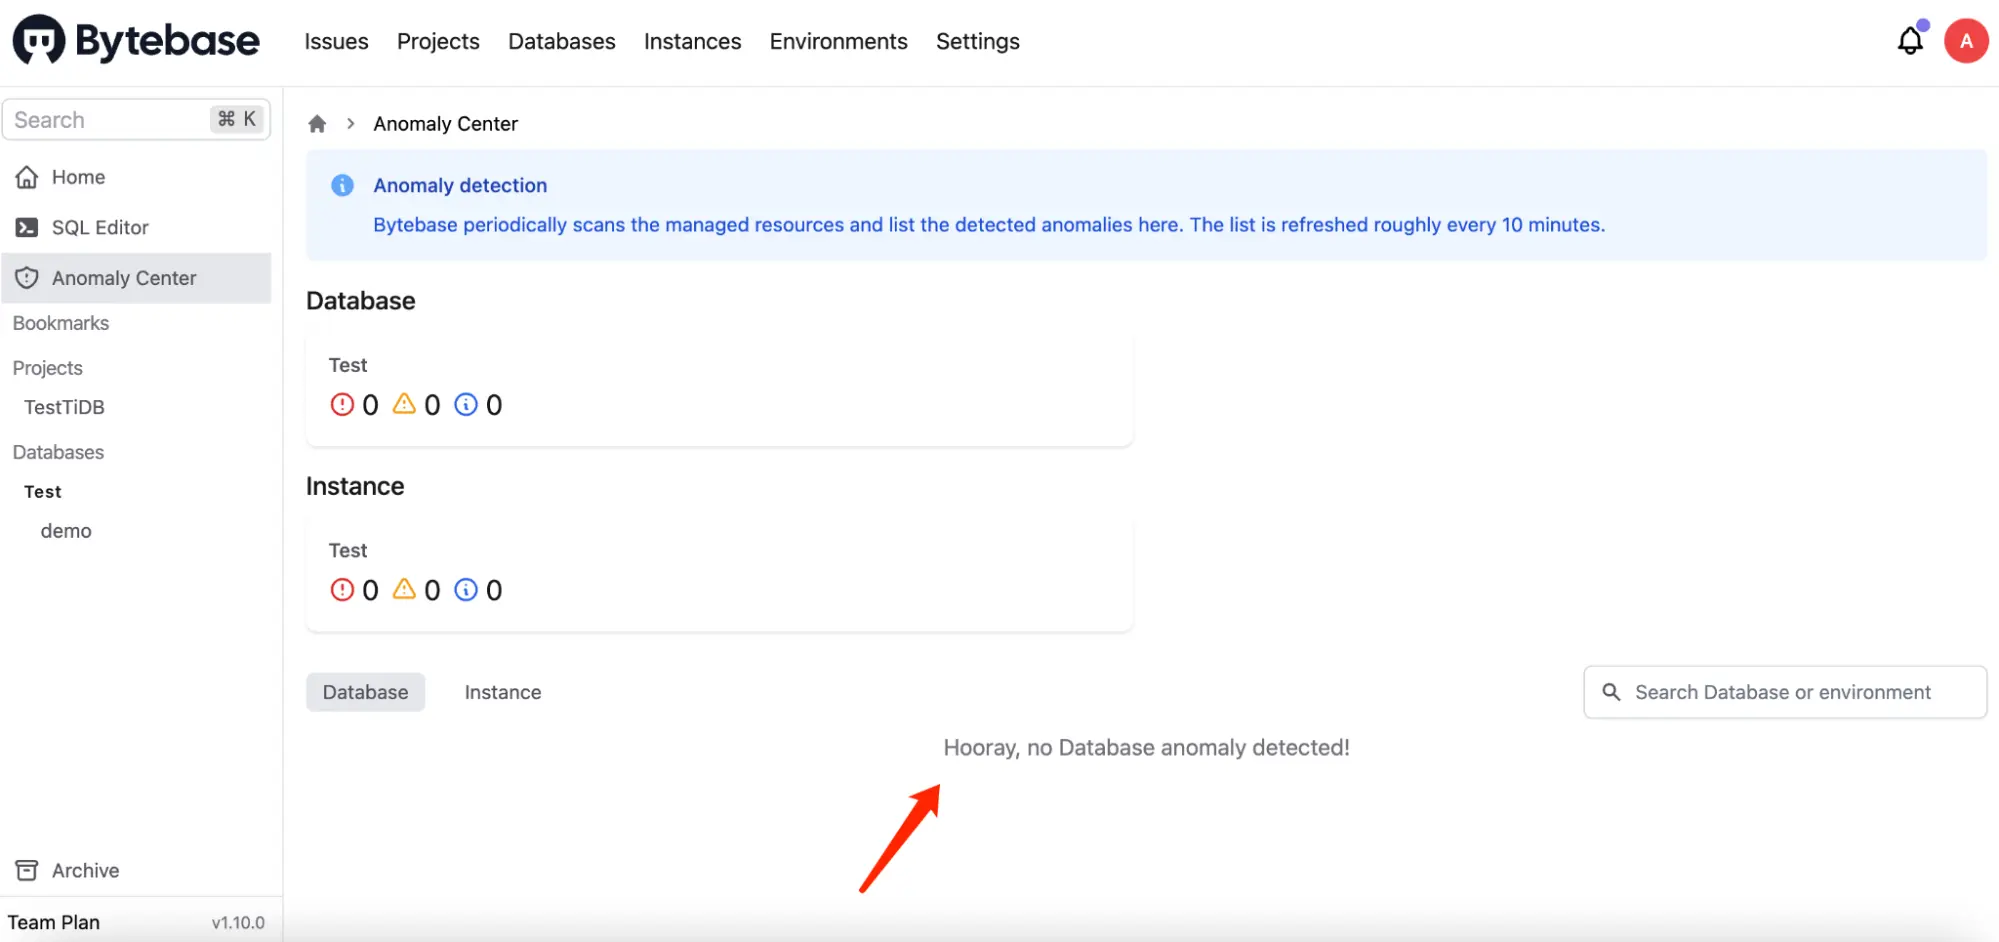 Bytebase Issues Projects Databases Instances Environments Settings A
Search ⌘ K
Home
SQL Editor
Anomaly Center
Bookmarks
Projects
TestTiDB
Databases
Test
demo
Archive
Team Plan v1.10.0
Anomaly Center
Anomaly detection
Bytebase periodically scans the managed resources and list the detected anomalies here. The list is refreshed roughly every 10 minutes.
Database
Test
0 0 0
Instance
Test
0 0 0
Database Instance Search Database or environment
Hooray, no Database anomaly detected!